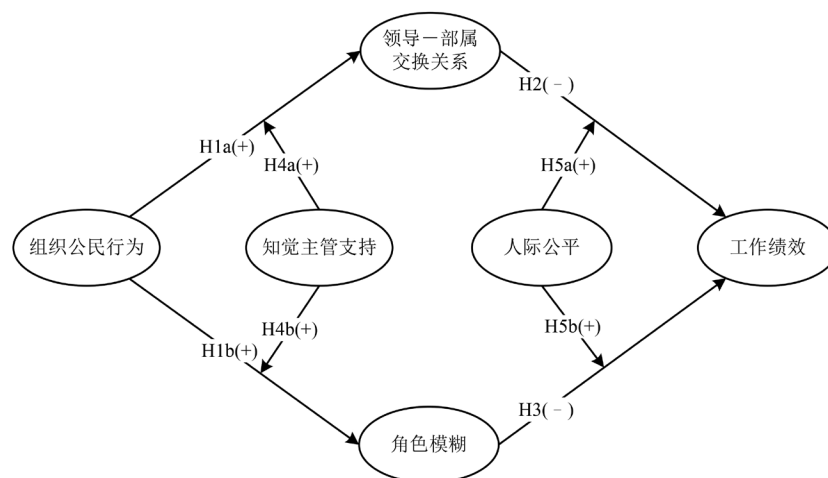 领导－部属
交换关系
H2(－)
H1a(+)
H4a(+)
H5a(+)
组织公民行为
知觉主管支持
人际公平
工作绩效
H4b(+)
H5b(+)
H1b(+)
H3(－)
角色模糊